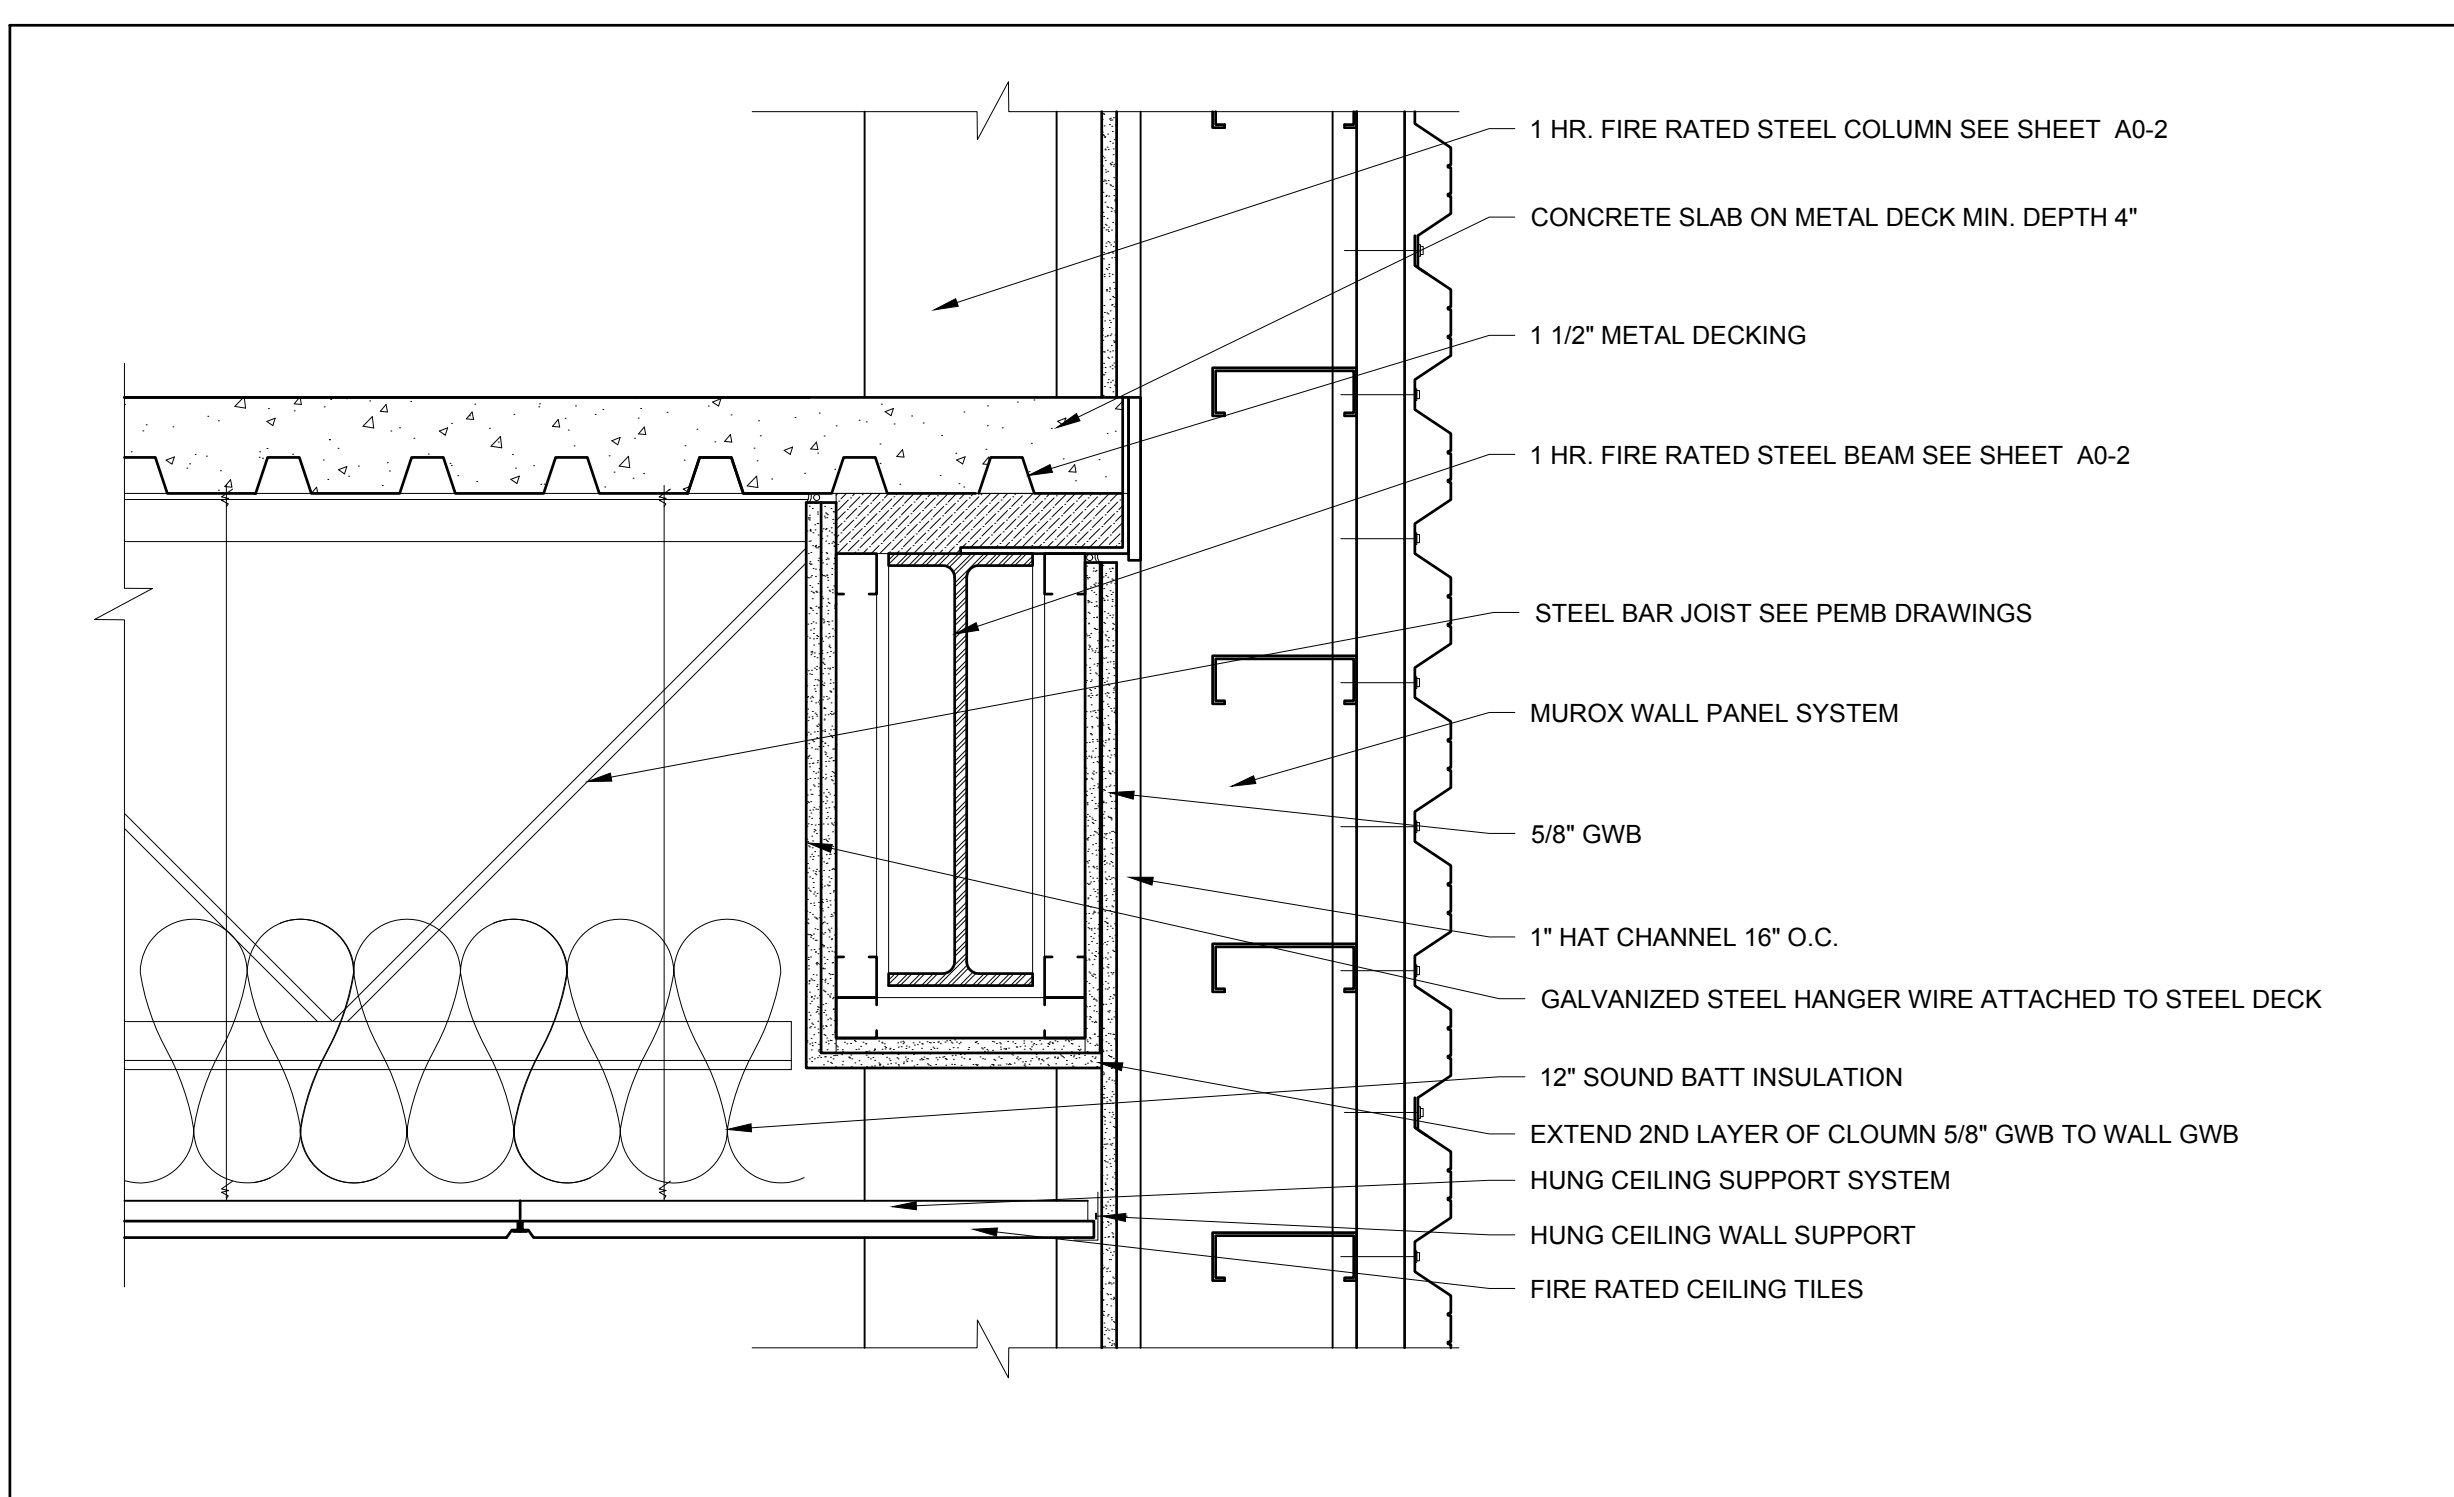 1 HR. FIRE RATED STEEL COLUMN SEE SHEET A0-2
CONCRETE SLAB ON METAL DECK MIN. DEPTH 4"
1 1/2" METAL DECKING
1 HR. FIRE RATED STEEL BEAM SEE SHEET A0-2
STEEL BAR JOIST SEE PEMB DRAWINGS
MUROX WALL PANEL SYSTEM
5/8" GWB
1" HAT CHANNEL 16" O.C.
GALVANIZED STEEL HANGER WIRE ATTACHED TO STEEL DECK
12" SOUND BATT INSULATION
EXTEND 2ND LAYER OF CLOUMN 5/8" GWB TO WALL GWB
HUNG CEILING SUPPORT SYSTEM
HUNG CEILING WALL SUPPORT
FIRE RATED CEILING TILES